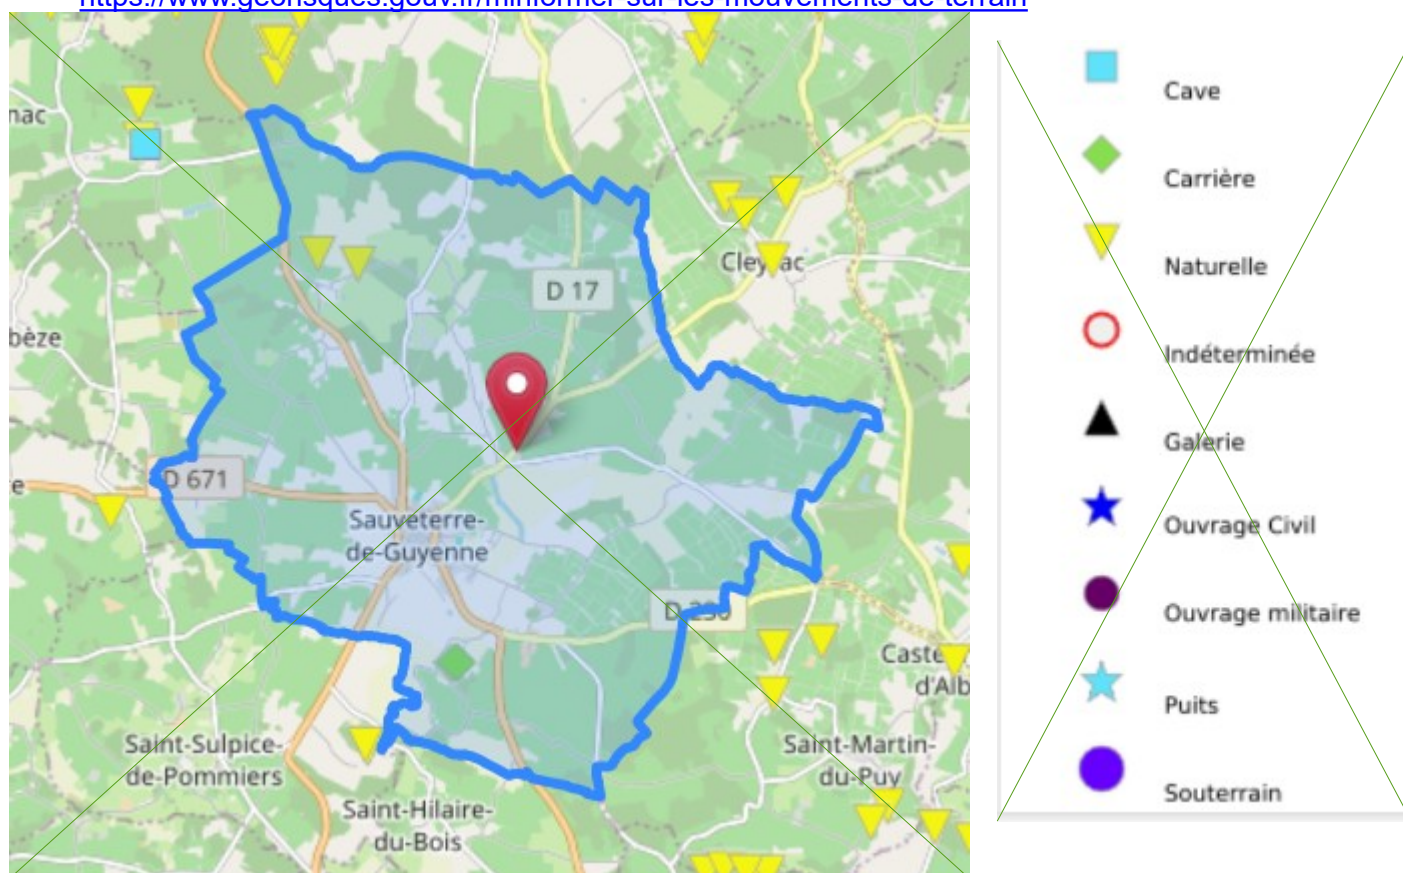 https://www.georisques.gouv.fr/minformer-sur-les-mouvements-de-terrain
nac
Cleyrac
D 17
bèze
D 671
e
Sauveterre-
de-Guyenne
D 230
Saint-Sulpice-
de-Pommiers
Saint-Hilaire-
du-Bois
Saint-Martin-
du-Puy
d'Alb
Cave
Carrière
Naturelle
Indéterminée
Galerie
Ouvrage Civil
Ouvrage militaire
Puits
Souterrain